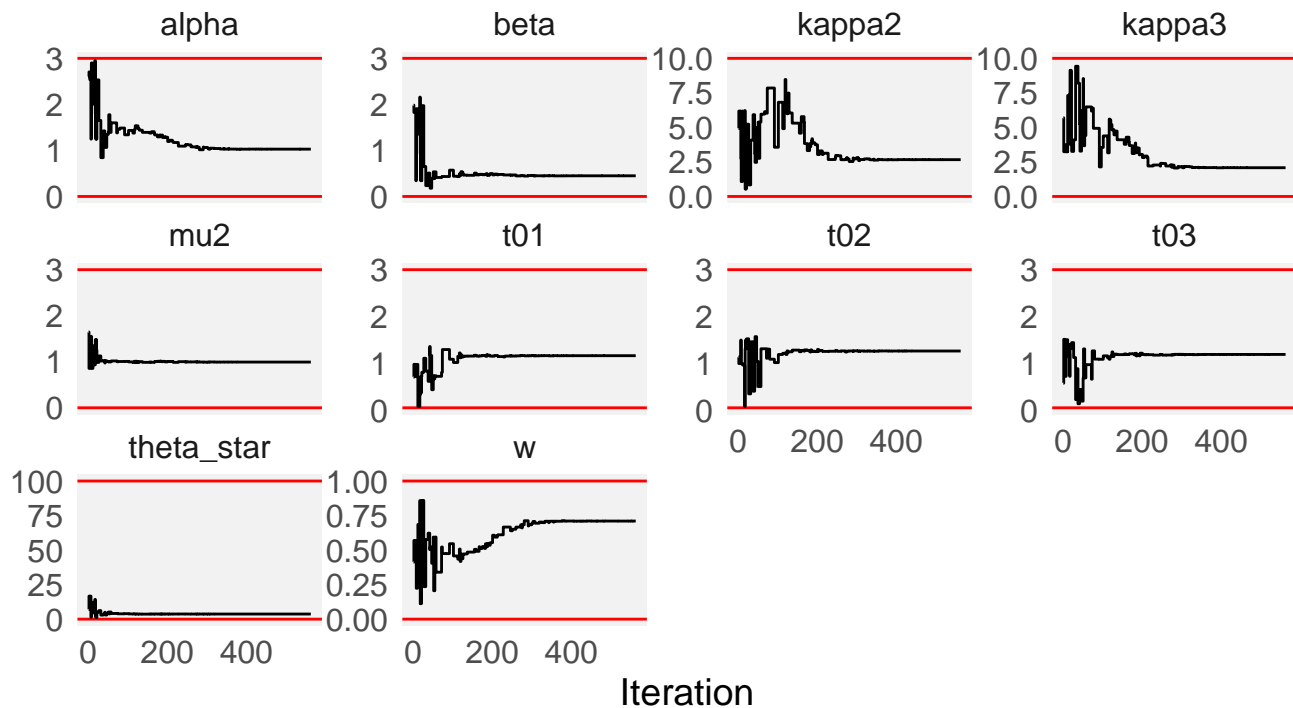 alpha beta kappa2 kappa3
3 3 10.0 10.0
2 2 7.5 7.5
1 1 5.0 5.0
2.5 2.5
0 0 0.0 0.0
mu2 t01 t02 t03
3 3 3 3
2 2 2 2
1 1 1 1
0 0 0 0
0 200 400 0 200 400
theta_star w
100 1.00
75 0.75
50 0.50
25 0.25
0 0.00
0 200 400 0 200 400
Iteration